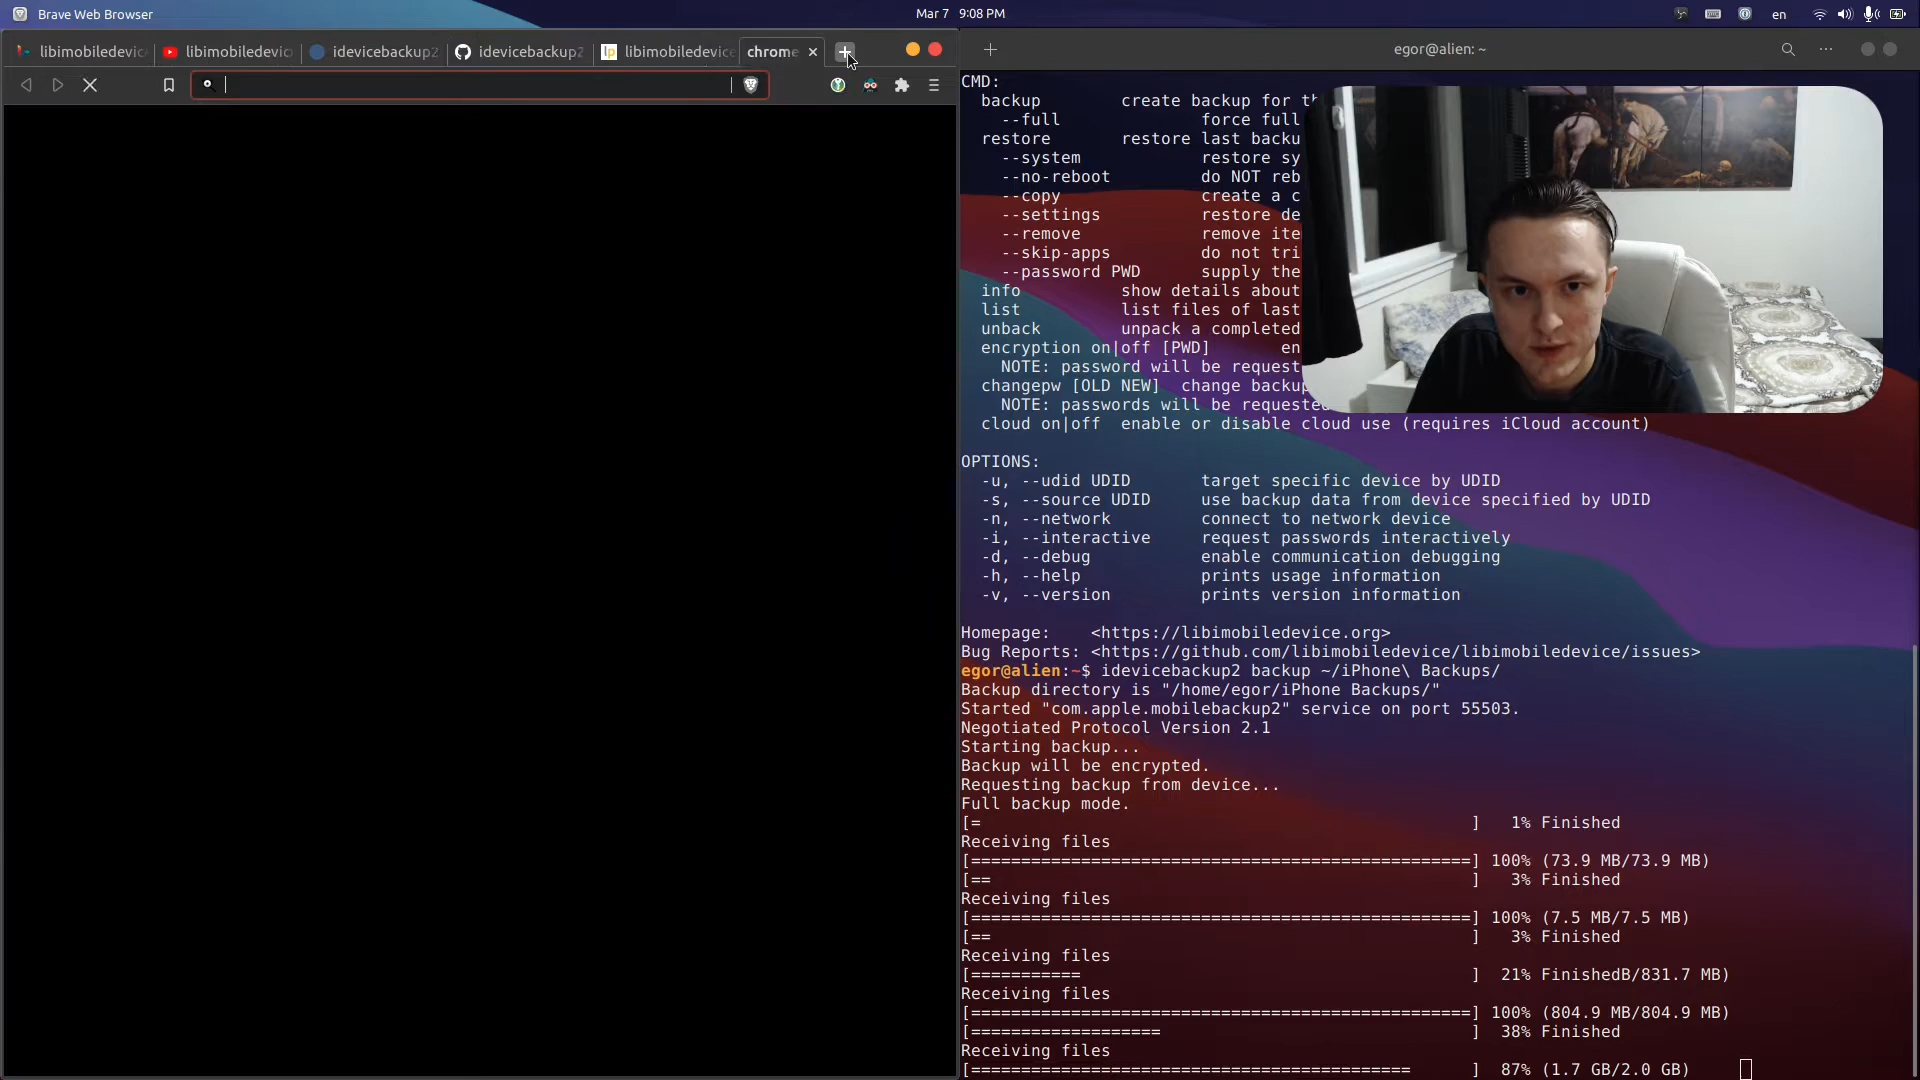 Brave Web Browser
Mar 7 9:08 PM
en
libimobiledevic
libimobiledevic
idevicebackup2
idevicebackup2
lp libimobiledevice
chrome
egor@alien: ~
CMD:
backup create backup for th
--full force full
restore restore last backu
--system restore sy
--no-reboot do NOT reb
--copy create a c
--settings restore de
--remove remove ite
--skip-apps do not tri
--password PWD supply the
info show details about
list list files of last
unback unpack a completed
encryption on|off [PWD] en
NOTE: password will be request
changepw [OLD NEW] change backup
NOTE: passwords will be requested
cloud on|off enable or disable cloud use (requires iCloud account)
OPTIONS:
-u, --udid UDID target specific device by UDID
-s, --source UDID use backup data from device specified by UDID
-n, --network connect to network device
-i, --interactive request passwords interactively
-d, --debug enable communication debugging
-h, --help prints usage information
-v, --version prints version information
Homepage: <https://libimobiledevice.org>
Bug Reports: <https://github.com/libimobiledevice/libimobiledevice/issues>
egor@alien:~$ idevicebackup2 backup ~/iPhone\ Backups/
Backup directory is "/home/egor/iPhone Backups/"
Started "com.apple.mobilebackup2" service on port 55503.
Negotiated Protocol Version 2.1
Starting backup...
Backup will be encrypted.
Requesting backup from device...
Full backup mode.
[= ] 1% Finished
Receiving files
[==================================================] 100% (73.9 MB/73.9 MB)
[== ] 3% Finished
Receiving files
[==================================================] 100% (7.5 MB/7.5 MB)
[== ] 3% Finished
Receiving files
[=========== ] 21% FinishedB/831.7 MB)
Receiving files
[==================================================] 100% (804.9 MB/804.9 MB)
[=================== ] 38% Finished
Receiving files
[============================================ ] 87% (1.7 GB/2.0 GB)